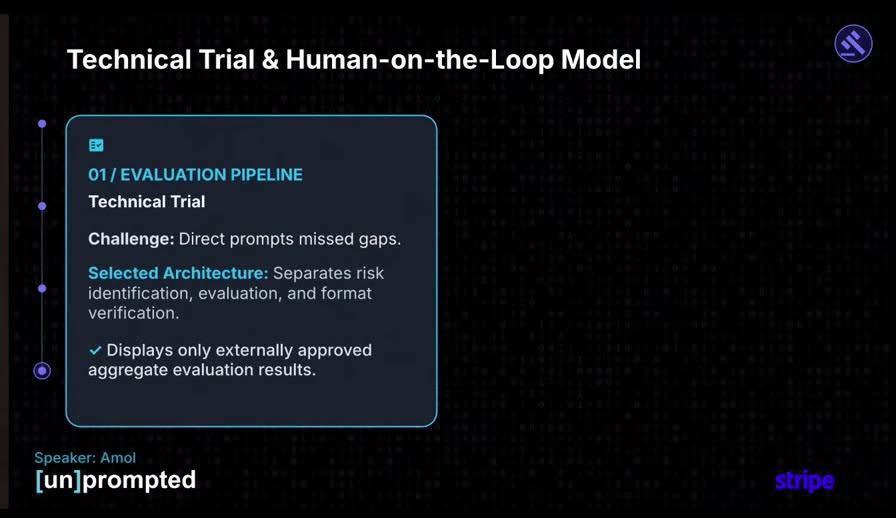 Technical Trial & Human-on-the-Loop Model
01 / EVALUATION PIPELINE
Technical Trial
Challenge: Direct prompts missed gaps.
Selected Architecture: Separates risk
identification, evaluation, and format
verification.
✓ Displays only externally approved
aggregate evaluation results.
Speaker: Amol
[un]prompted
stripe